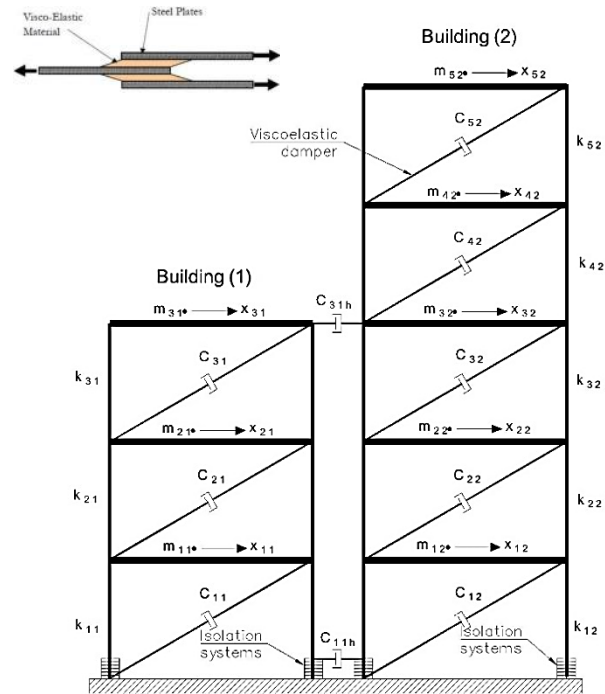 Visco-Elastic
Material
Steel Plates
Building (2)
m52 x52
C52
k52
Viscoelastic
damper
m42 x42
C42
k42
Building (1)
C31h
m31 x31
m32 x32
C31
C32
k31
k32
m21 x21
m22 x22
C21
C22
k21
k22
m11 x11
m12 x12
C11
C12
k11
k12
Isolation
systems
C11h
Isolation
systems